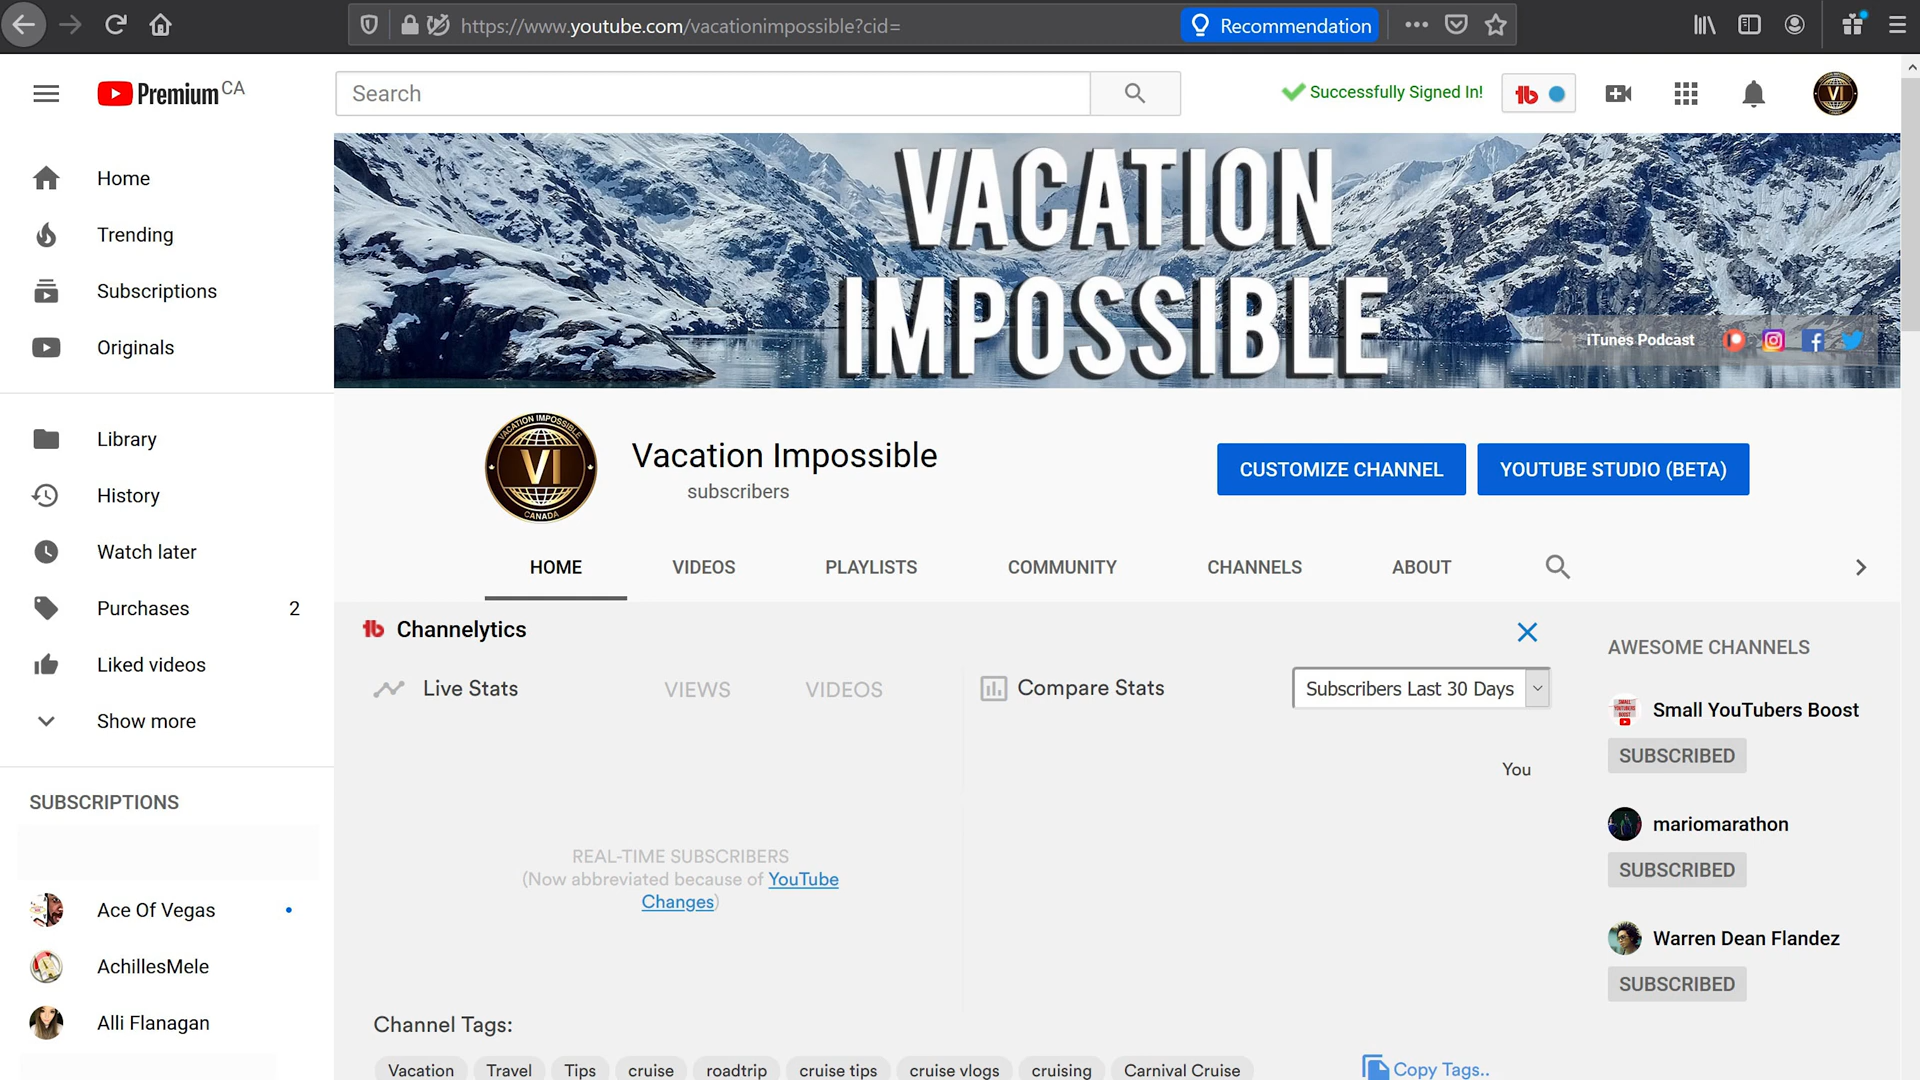 https://www.youtube.com/vacationimpossible?cid=
Recommendation
Premium CA
Search
Successfully Signed In!
Home
Trending
Subscriptions
Originals
Library
History
Watch later
Purchases 2
Liked videos
Show more
SUBSCRIPTIONS
Ace Of Vegas
AchillesMele
Alli Flanagan
VACATION
IMPOSSIBLE
iTunes Podcast
VACATION IMPOSSIBLE
VI
CANADA
Vacation Impossible
subscribers
CUSTOMIZE CHANNEL
YOUTUBE STUDIO (BETA)
HOME VIDEOS PLAYLISTS COMMUNITY CHANNELS ABOUT
Channelytics
Live Stats VIEWS VIDEOS
Compare Stats Subscribers Last 30 Days
You
REAL-TIME SUBSCRIBERS
(Now abbreviated because of YouTube
Changes)
Channel Tags:
Vacation Travel Tips cruise roadtrip cruise tips cruise vlogs cruising Carnival Cruise
Copy Tags..
AWESOME CHANNELS
Small YouTubers Boost
SUBSCRIBED
mariomarathon
SUBSCRIBED
Warren Dean Flandez
SUBSCRIBED